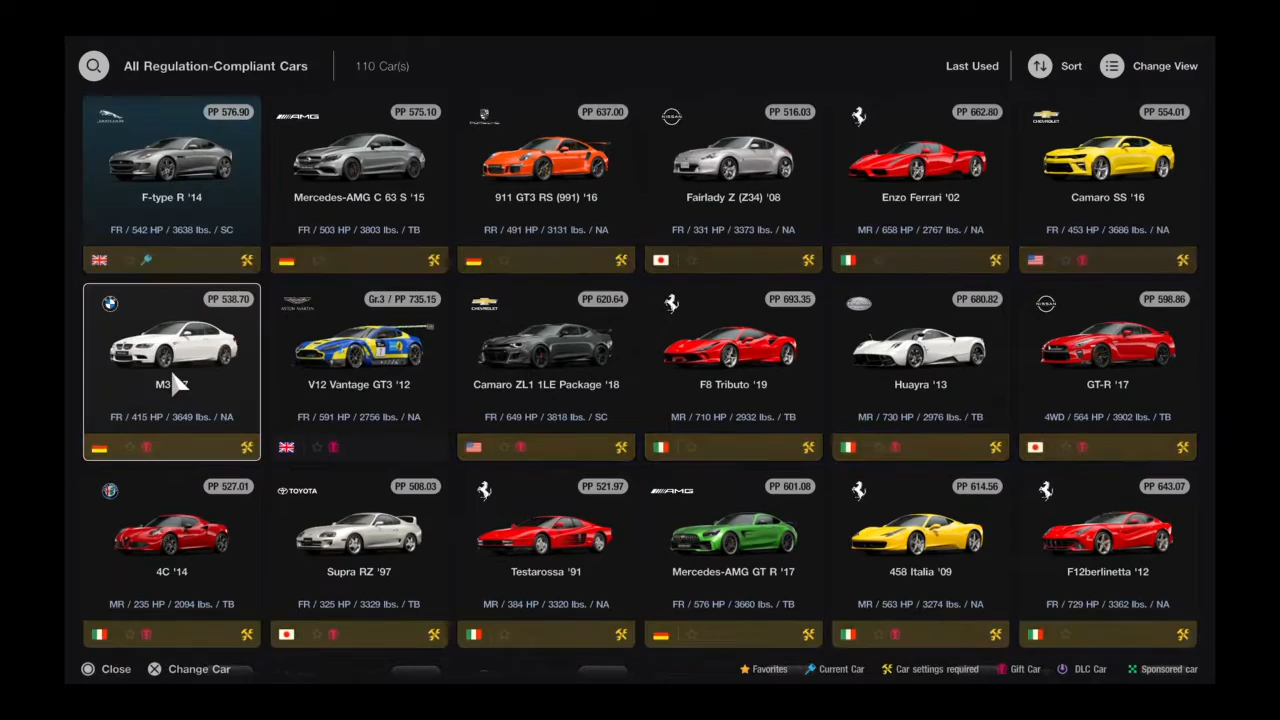 All Regulation-Compliant Cars
110 Car(s)
Last Used
Sort
Change View
JAGUAR
PP 576.90
F-type R '14
FR / 542 HP / 3638 lbs. / SC
AMG
PP 575.10
Mercedes-AMG C 63 S '15
FR / 503 HP / 3803 lbs. / TB
PORSCHE
PP 637.00
911 GT3 RS (991) '16
RR / 491 HP / 3131 lbs. / NA
NISSAN
PP 516.03
Fairlady Z (Z34) '08
FR / 331 HP / 3373 lbs. / NA
PP 662.80
Enzo Ferrari '02
MR / 658 HP / 2767 lbs. / NA
CHEVROLET
PP 554.01
Camaro SS '16
FR / 453 HP / 3686 lbs. / NA
PP 538.70
M3
FR / 415 HP / 3649 lbs. / NA
ASTON MARTIN
Gr.3 / PP 735.15
V12 Vantage GT3 '12
FR / 591 HP / 2756 lbs. / NA
CHEVROLET
PP 620.64
Camaro ZL1 1LE Package '18
FR / 649 HP / 3818 lbs. / SC
PP 693.35
F8 Tributo '19
MR / 710 HP / 2932 lbs. / TB
PP 680.82
Huayra '13
MR / 730 HP / 2976 lbs. / TB
NISSAN
PP 598.86
GT-R '17
4WD / 564 HP / 3902 lbs. / TB
PP 527.01
4C '14
MR / 235 HP / 2094 lbs. / TB
TOYOTA
PP 508.03
Supra RZ '97
FR / 325 HP / 3329 lbs. / TB
PP 521.97
Testarossa '91
MR / 384 HP / 3320 lbs. / NA
AMG
PP 601.08
Mercedes-AMG GT R '17
FR / 576 HP / 3660 lbs. / TB
PP 614.56
458 Italia '09
MR / 563 HP / 3274 lbs. / NA
PP 643.07
F12berlinetta '12
FR / 729 HP / 3362 lbs. / NA
Close
Change Car
Favorites
Current Car
Car settings required
Gift Car
DLC Car
Sponsored car